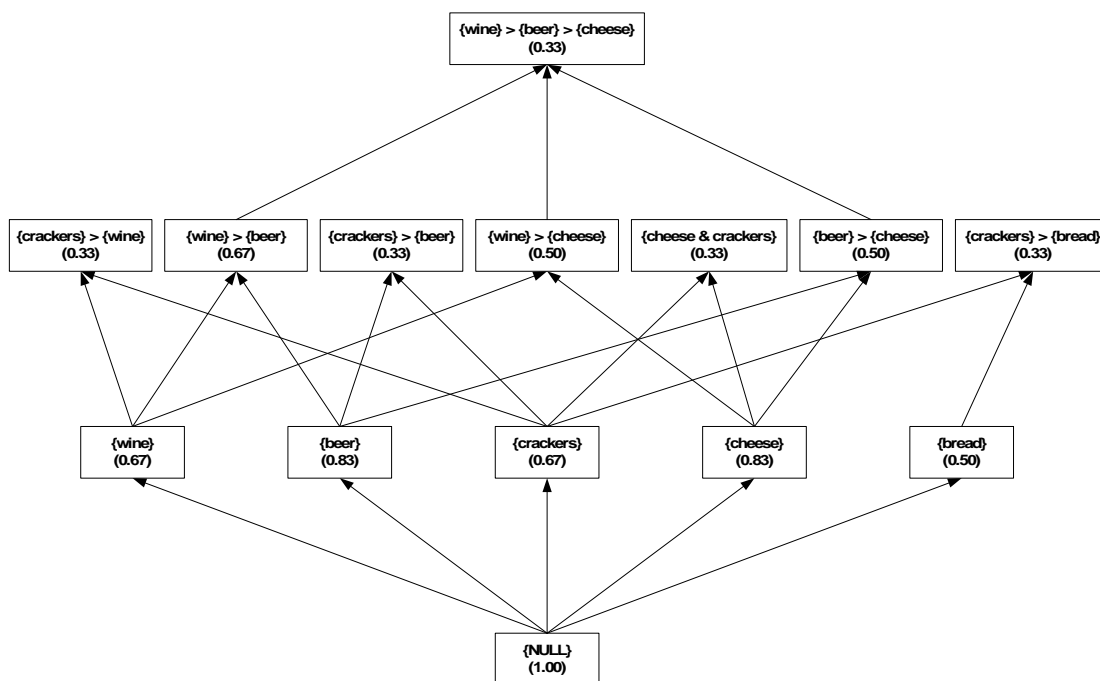 {wine} > {beer} > {cheese}
(0.33)
{crackers} > {wine}
(0.33)
{wine} > {beer}
(0.67)
{crackers} > {beer}
(0.33)
{wine} > {cheese}
(0.50)
{cheese & crackers}
(0.33)
{beer} > {cheese}
(0.50)
{crackers} > {bread}
(0.33)
{wine}
(0.67)
{beer}
(0.83)
{crackers}
(0.67)
{cheese}
(0.83)
{bread}
(0.50)
{NULL}
(1.00)